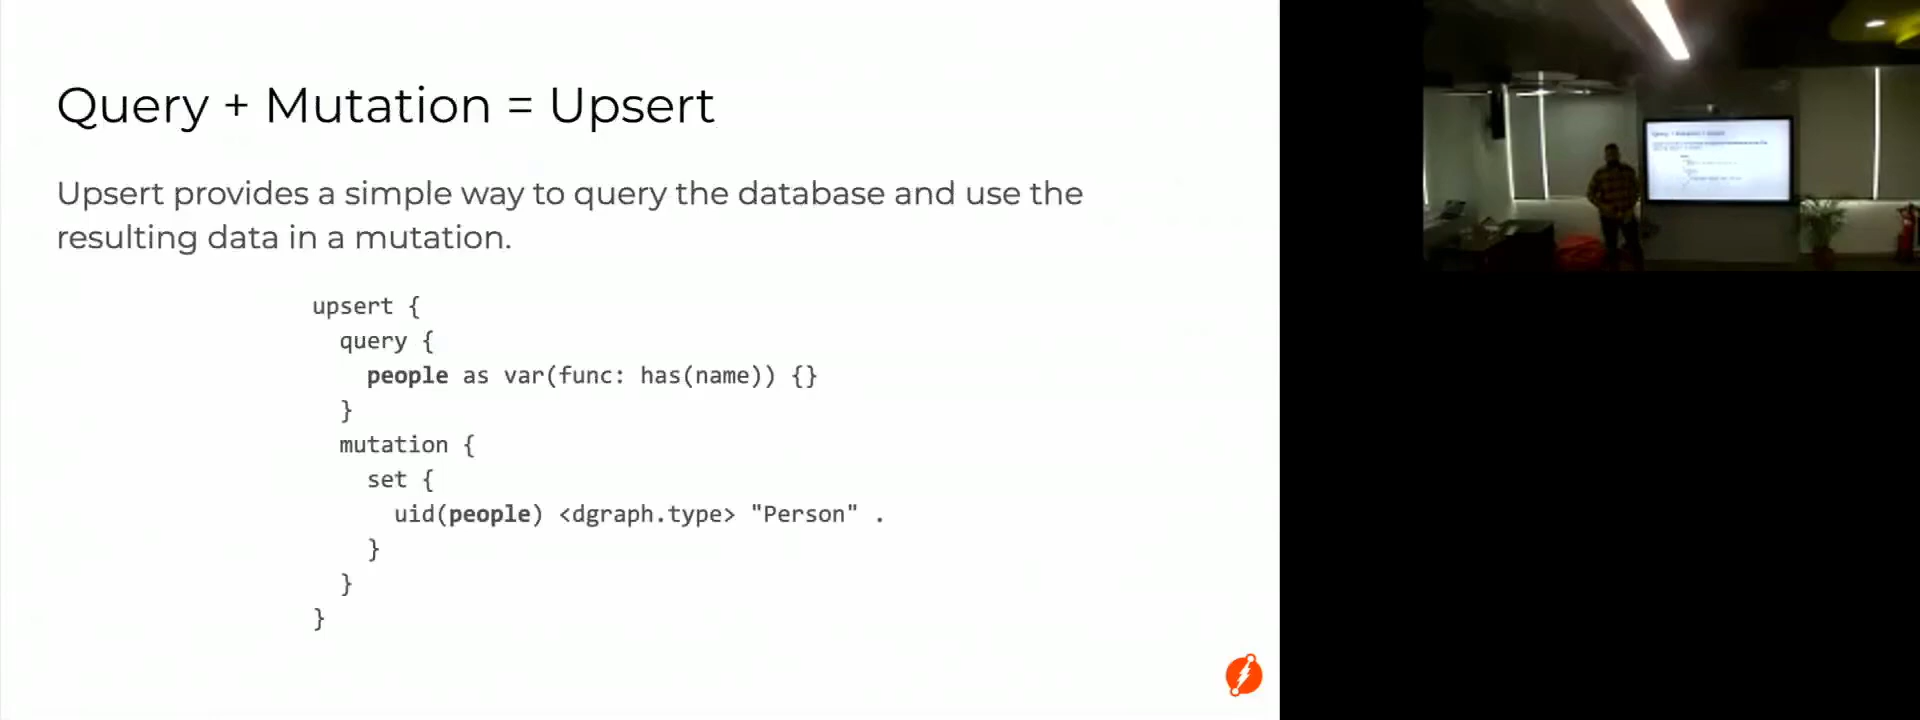 Query + Mutation = Upsert
Upsert provides a simple way to query the database and use the
resulting data in a mutation.
upsert {
query {
people as var(func: has(name)) {}
}
mutation {
set {
uid(people) <dgraph.type> "Person" .
}
}
}